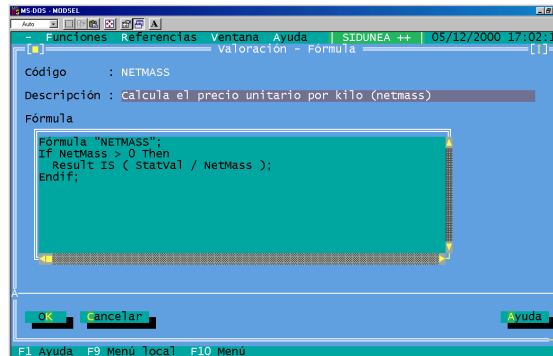 MS-DOS - MODSEL
Auto
A
- Funciones Referencias Ventana Ayuda | SIDUNEA ++ | 05/12/2000 17:02:1
Valoración - Fórmula
Código : NETMASS
Descripción : Calcula el precio unitario por kilo (netmass)
Fórmula
Fórmula "NETMASS";
If NetMass > 0 Then
Result IS ( StatVal / NetMass );
Endif;
A
OK Cancelar Ayuda
F1 Ayuda F9 Menú local F10 Menú